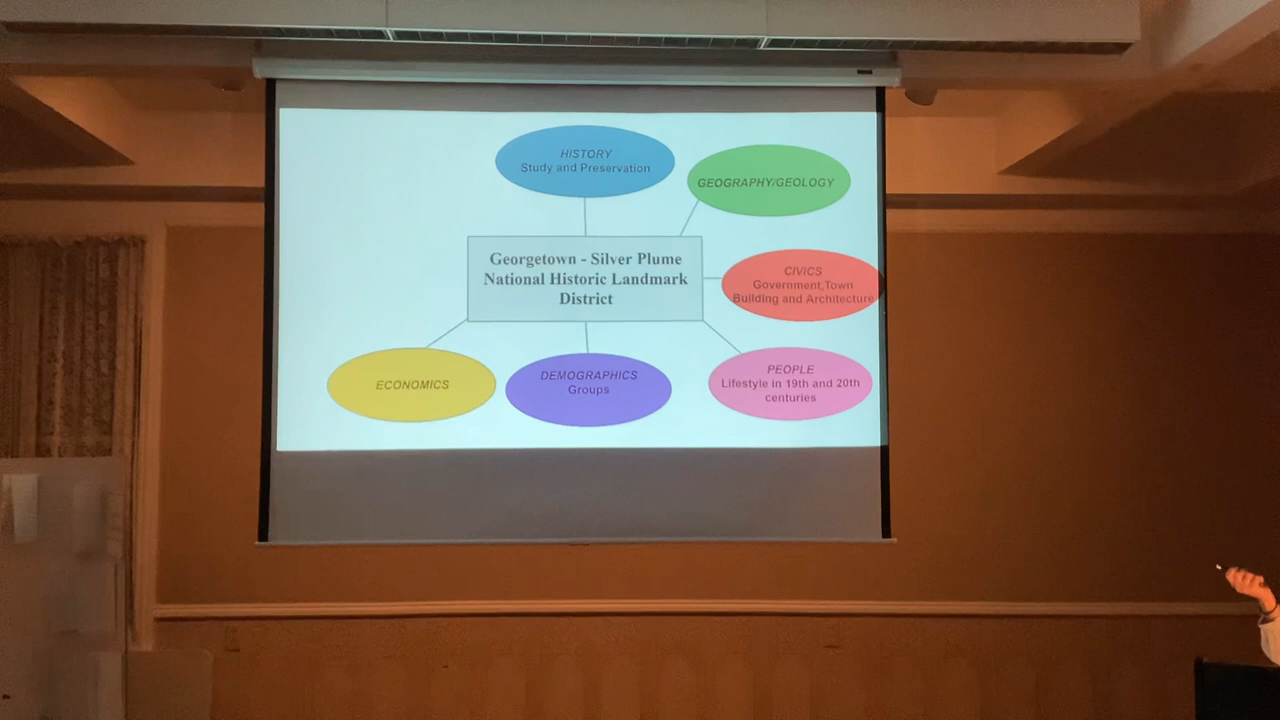 HISTORY
Study and Preservation
GEOGRAPHY/GEOLOGY
Georgetown - Silver Plume
National Historic Landmark
District
CIVICS
Government,Town
Building and Architecture
ECONOMICS
DEMOGRAPHICS
Groups
PEOPLE
Lifestyle in 19th and 20th
centuries